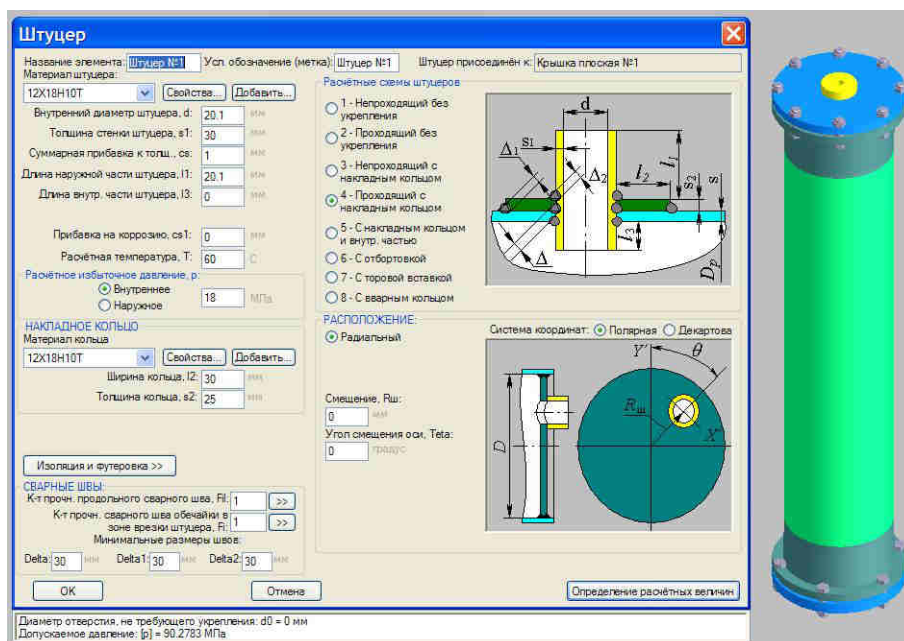 Штуцер
Название элемента: Штуцер №1 Усл. обозначение (метка): Штуцер №1 Штуцер присоединён к: Крышка плоская №1
Материал штуцера:
12Х18Н10Т Свойства... Добавить...
Внутренний диаметр штуцера, d: 20.1 мм
Толщина стенки штуцера, s1: 30 мм
Суммарная прибавка к толщ., cs: 1 мм
Длина наружной части штуцера, l1: 20.1 мм
Длина внутр. части штуцера, l3: 0 мм
Прибавка на коррозию, cs1: 0 мм
Расчётная температура, T: 60 C
Расчётное избыточное давление, p:
Внутреннее
Наружное
18 МПа
НАКЛАДНОЕ КОЛЬЦО
Материал кольца
12Х18Н10Т Свойства... Добавить...
Ширина кольца, l2: 30 мм
Толщина кольца, s2: 25 мм
Изоляция и футеровка >>
СВАРНЫЕ ШВЫ:
К-т прочн. продольного сварного шва, Fil: 1 >>
К-т прочн. сварного шва обечайки в
зоне врезки штуцера, Fi: 1 >>
Минимальные размеры швов:
Delta: 30 мм Delta1: 30 мм Delta2: 30 мм
Расчётные схемы штуцеров
1 - Непроходящий без
укрепления
2 - Проходящий без
укрепления
3 - Непроходящий с
накладным кольцом
4 - Проходящий с
накладным кольцом
5 - С накладным кольцом
и внутр. частью
6 - С отбортовкой
7 - С торовой вставкой
8 - С вварным кольцом
d
s1
Δ1
Δ2
l1
l2
s2
s
l3
Δ
Dp
РАСПОЛОЖЕНИЕ:
Радиальный
Система координат: Полярная Декартова
Смещение, Rш:
0 мм
Угол смещения оси, Teta:
0 градус
Y'
θ
Rш
X'
D
OK Отмена Определение расчётных величин
Диаметр отверстия, не требующего укрепления: d0 = 0 мм
Допускаемое давление: [p] = 90.2783 МПа